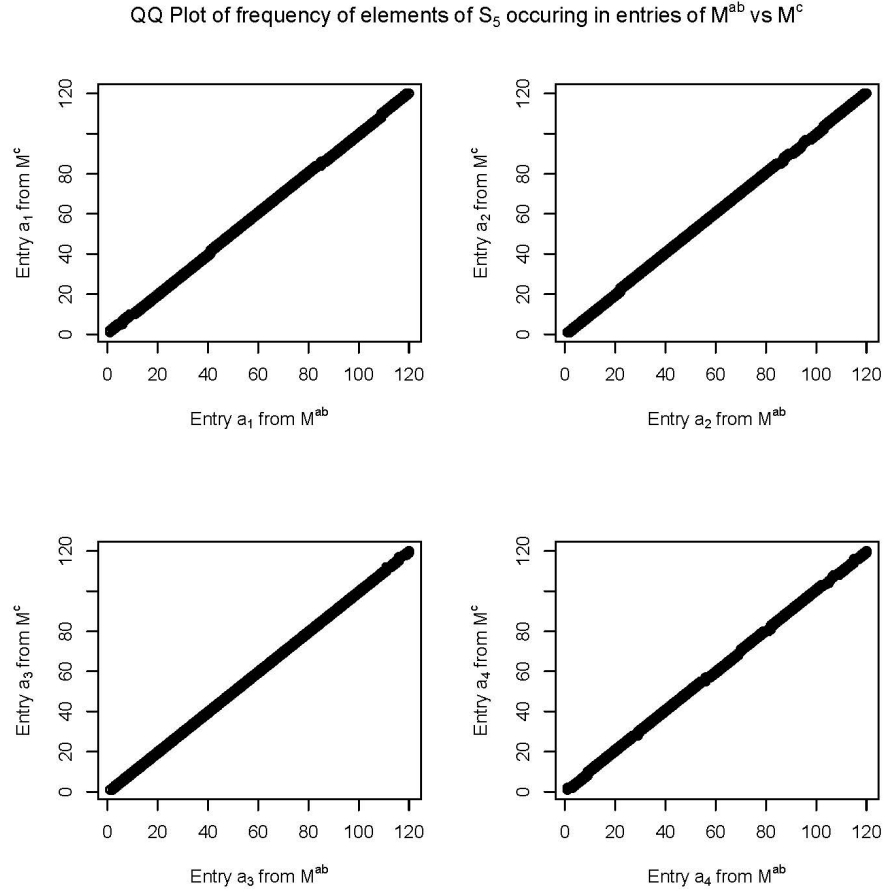 QQ Plot of frequency of elements of S₅ occuring in entries of Mᵃᵇ vs Mᶜ
Entry a₁ from Mᶜ
120
80
60
40
20
0
0 20 40 60 80 100 120
Entry a₁ from Mᵃᵇ
Entry a₂ from Mᶜ
120
80
60
40
20
0
0 20 40 60 80 100 120
Entry a₂ from Mᵃᵇ
Entry a₃ from Mᶜ
120
80
60
40
20
0
0 20 40 60 80 100 120
Entry a₃ from Mᵃᵇ
Entry a₄ from Mᶜ
120
80
60
40
20
0
0 20 40 60 80 100 120
Entry a₄ from Mᵃᵇ